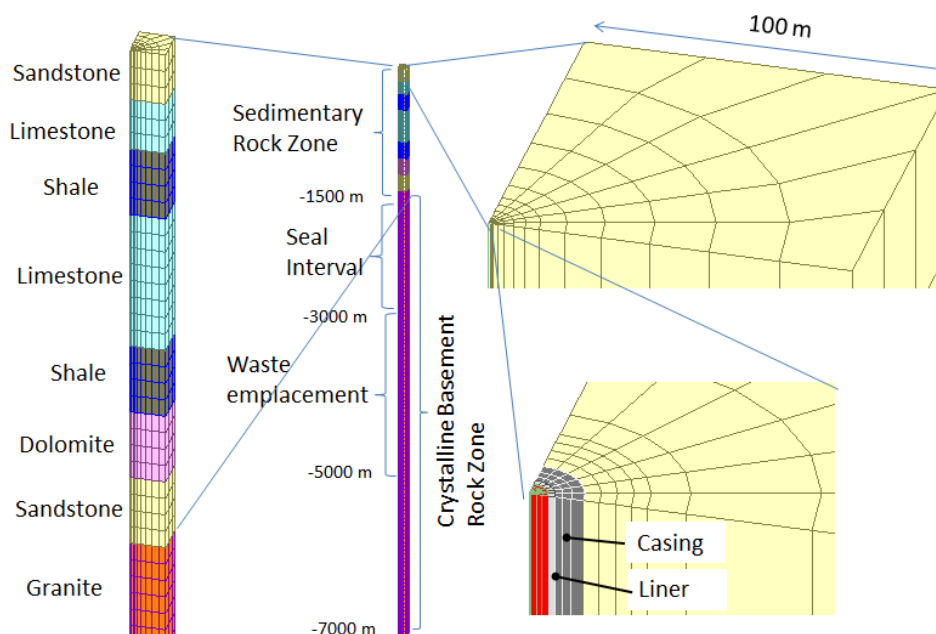 Sandstone
Limestone
Shale
Limestone
Shale
Dolomite
Sandstone
Granite
Sedimentary
Rock Zone
-1500 m
Seal
Interval
-3000 m
Waste
emplacement
-5000 m
-7000 m
Crystalline Basement
Rock Zone
100 m
Casing
Liner